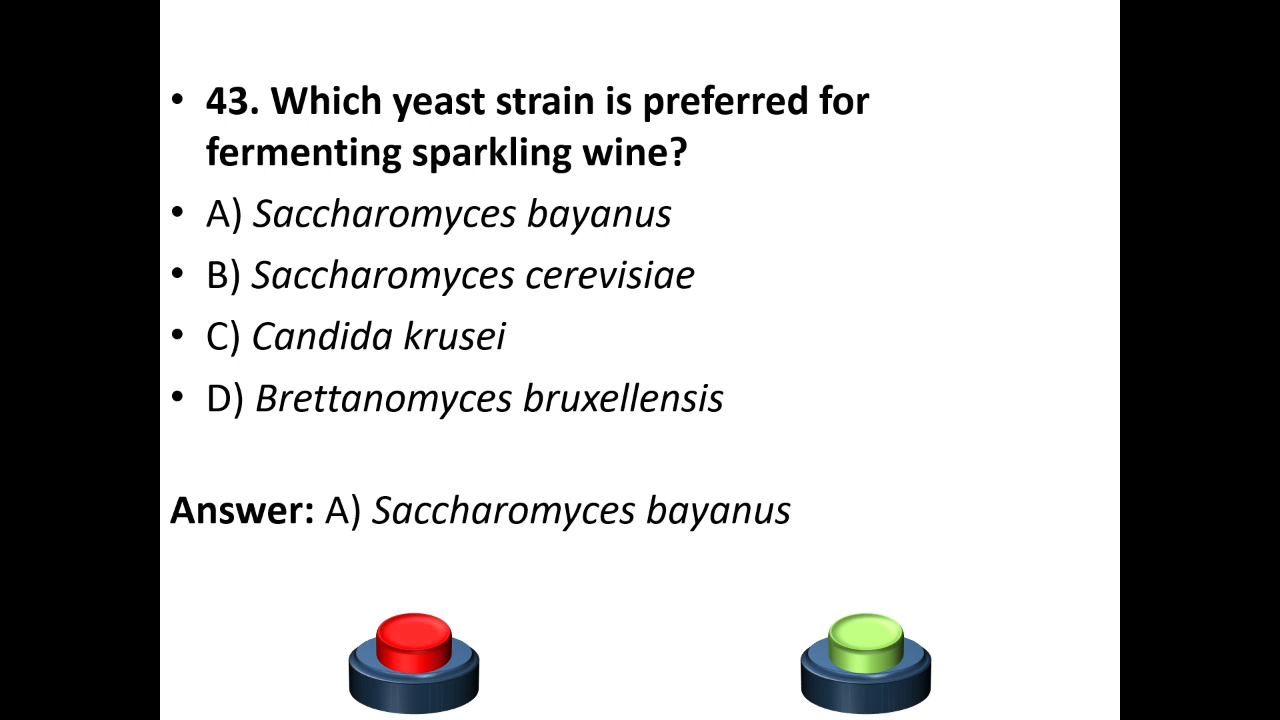 • 43. Which yeast strain is preferred for
fermenting sparkling wine?
• A) Saccharomyces bayanus
• B) Saccharomyces cerevisiae
• C) Candida krusei
• D) Brettanomyces bruxellensis
Answer: A) Saccharomyces bayanus